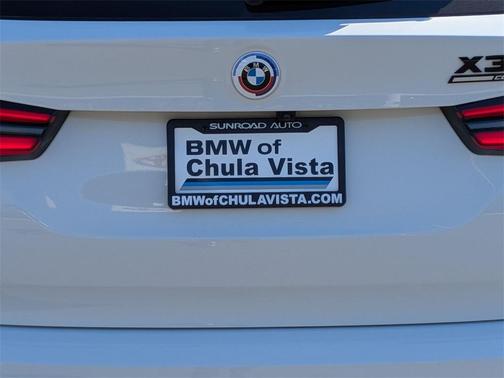 BMW
X3
SUNROAD AUTO
BMW of
Chula Vista
BMWofCHULAVISTA.COM